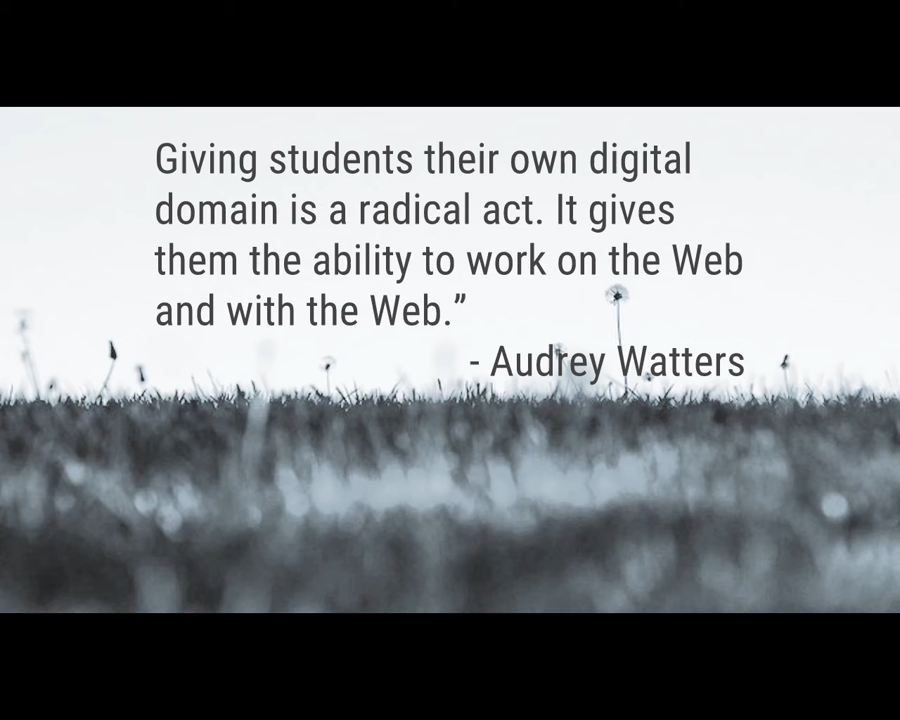 Giving students their own digital
domain is a radical act. It gives
them the ability to work on the Web
and with the Web.”
- Audrey Watters